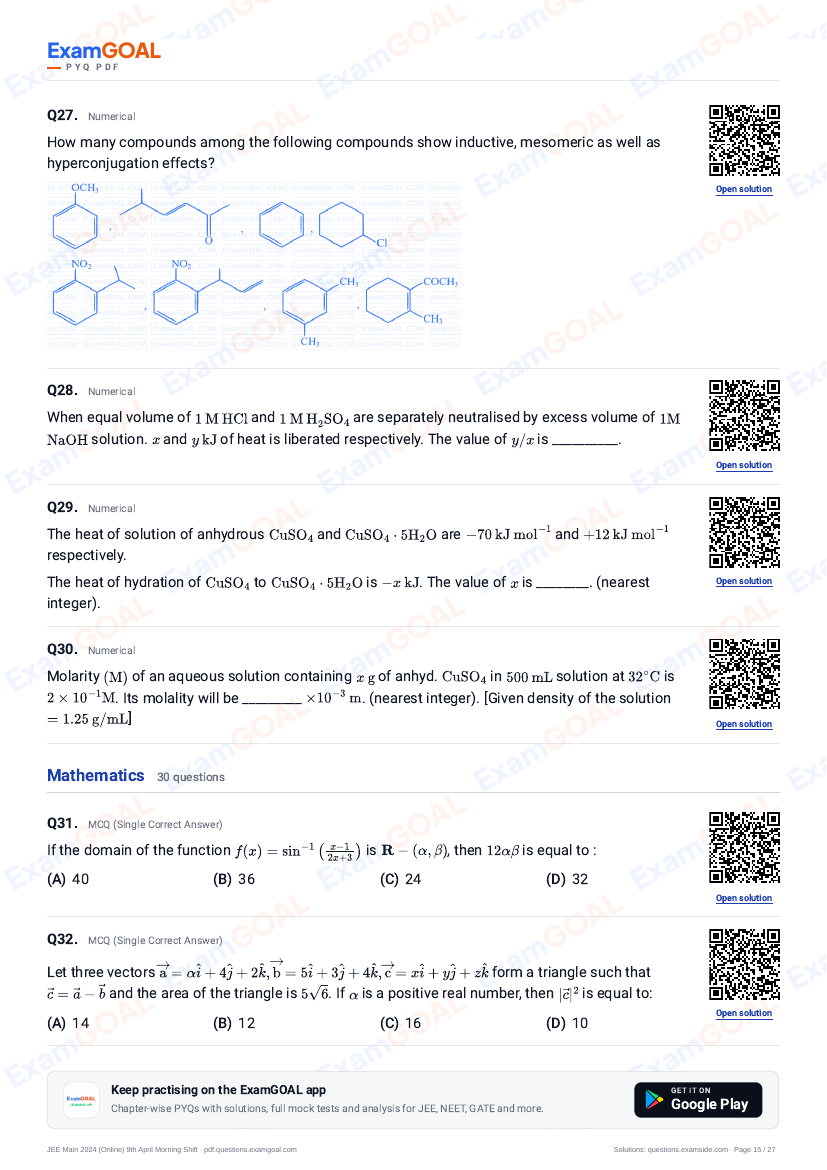 ExamGOAL
PYQ PDF
Q27. Numerical
How many compounds among the following compounds show inductive, mesomeric as well as
hyperconjugation effects?
Open solution
OCH₃
O
Cl
NO₂ NO₂
CH₃ COCH₃
CH₃
CH₃
Q28. Numerical
When equal volume of 1 M HCl and 1 M H₂SO₄ are separately neutralised by excess volume of 1M
NaOH solution. x and y kJ of heat is liberated respectively. The value of y/x is __________.
Open solution
Q29. Numerical
The heat of solution of anhydrous CuSO₄ and CuSO₄ · 5H₂O are −70 kJ mol⁻¹ and +12 kJ mol⁻¹
respectively.
The heat of hydration of CuSO₄ to CuSO₄ · 5H₂O is −x kJ. The value of x is ________. (nearest
integer).
Open solution
Q30. Numerical
Molarity (M) of an aqueous solution containing x g of anhyd. CuSO₄ in 500 mL solution at 32°C is
2 × 10⁻¹M. Its molality will be _________ ×10⁻³ m. (nearest integer). [Given density of the solution
= 1.25 g/mL]
Open solution
Mathematics 30 questions
Q31. MCQ (Single Correct Answer)
If the domain of the function f(x) = sin⁻¹ ((x−1)/(2x+3)) is R − (α, β), then 12αβ is equal to :
(A) 40 (B) 36 (C) 24 (D) 32
Open solution
Q32. MCQ (Single Correct Answer)
Let three vectors a⃗ = αî + 4ĵ + 2k̂, b⃗ = 5î + 3ĵ + 4k̂, c⃗ = xî + yĵ + zk̂ form a triangle such that
c⃗ = a⃗ − b⃗ and the area of the triangle is 5√6. If α is a positive real number, then |c⃗|² is equal to:
(A) 14 (B) 12 (C) 16 (D) 10
Open solution
ExamGOAL
Keep practising on the ExamGOAL app
Chapter-wise PYQs with solutions, full mock tests and analysis for JEE, NEET, GATE and more.
GET IT ON
Google Play
JEE Main 2024 (Online) 9th April Morning Shift · pdf.questions.examgoal.com Solutions: questions.examside.com · Page 15 / 27